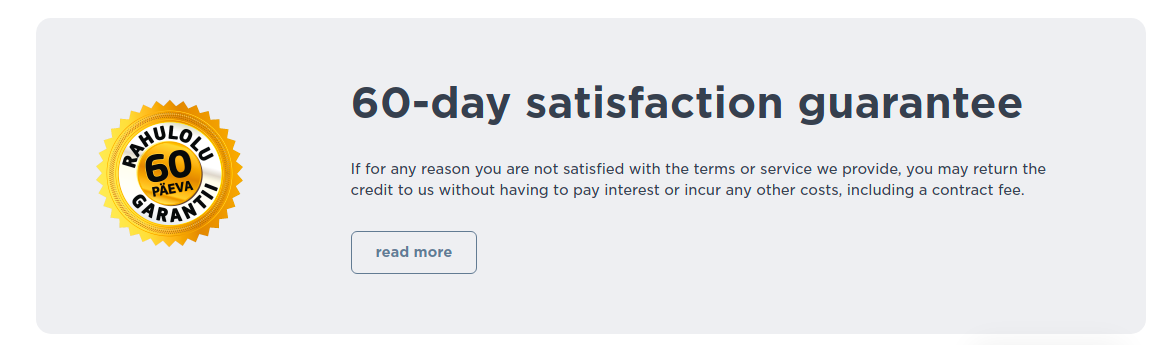 RAHULOLU
60
PÄEVA
GARANTII
60-day satisfaction guarantee
If for any reason you are not satisfied with the terms or service we provide, you may return the
credit to us without having to pay interest or incur any other costs, including a contract fee.
read more